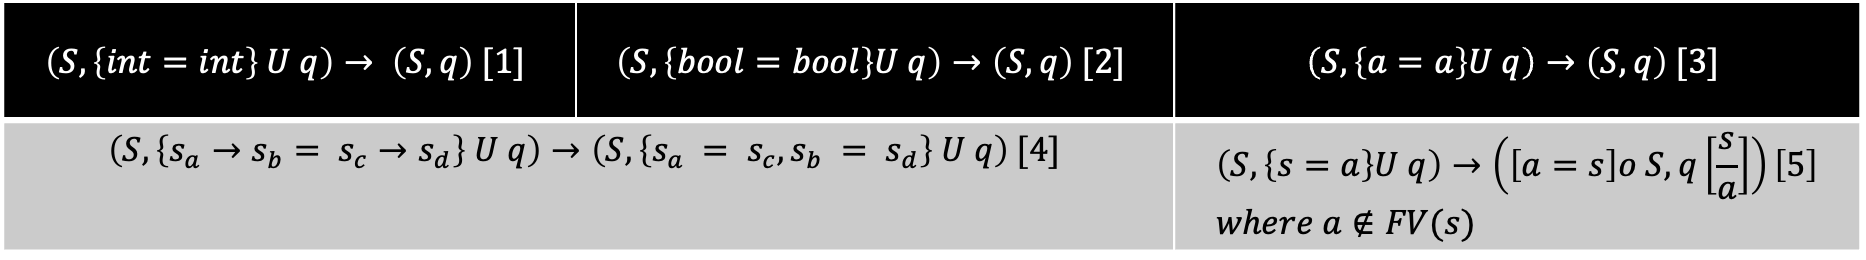 (S, {int = int} U q) → (S, q) [1]
(S, {bool = bool}U q) → (S, q) [2]
(S, {a = a}U q) → (S, q) [3]
(S, {s_a → s_b = s_c → s_d} U q) → (S, {s_a = s_c, s_b = s_d} U q) [4]
(S, {s = a}U q) → ([a = s]o S, q [s/a]) [5]
where a ∉ FV(s)